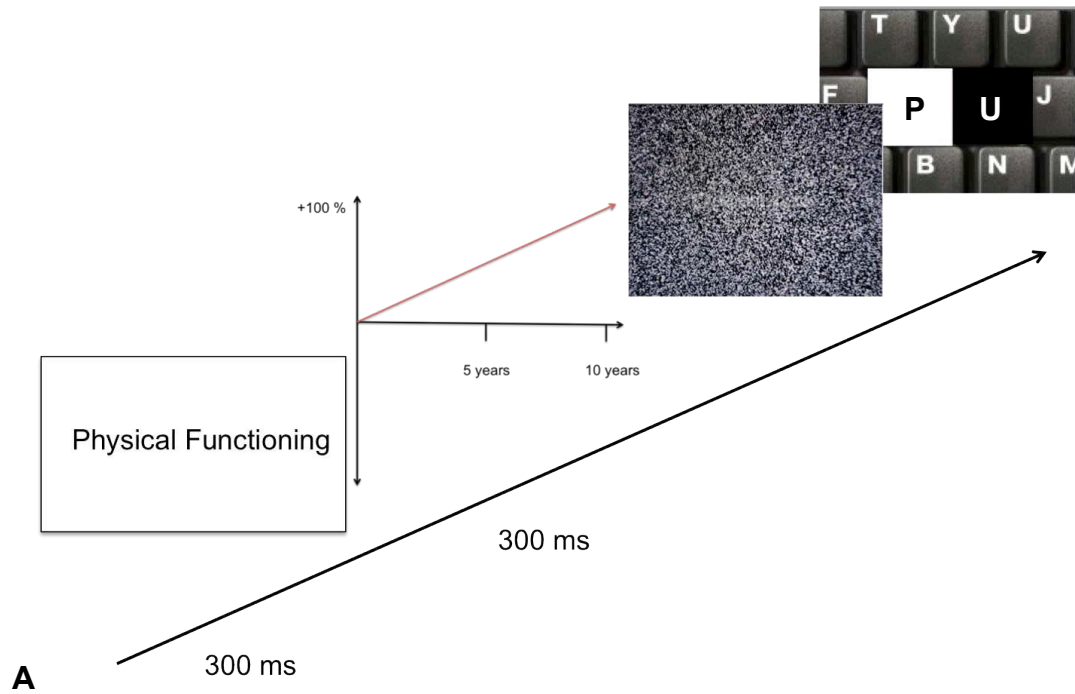 T Y U
F P U J
B N M
+100 %
5 years 10 years
Physical Functioning
300 ms
300 ms
A